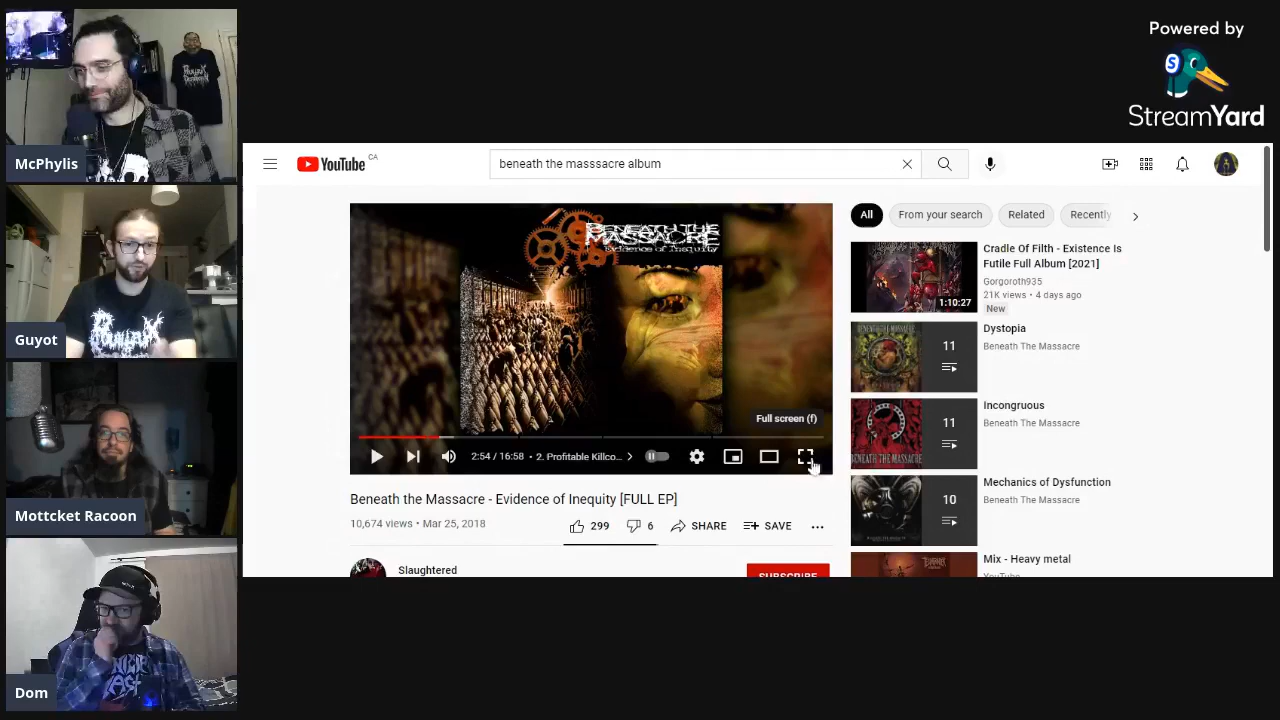 McPhylis
Guyot
Mottcket Racoon
Dom
Powered by
S
StreamYard
YouTube
CA
beneath the masssacre album
MASSACRE
Evidence of Inequity
Full screen (f)
2:54 / 16:58 • 2. Profitable Killco...
Beneath the Massacre - Evidence of Inequity [FULL EP]
10,674 views • Mar 25, 2018
299
6
SHARE
SAVE
Slaughtered
SUBSCRIBE
All
From your search
Related
Recently
Cradle Of Filth - Existence Is
Futile Full Album [2021]
Gorgoroth935
21K views • 4 days ago
New
1:10:27
Dystopia
Beneath The Massacre
11
Incongruous
Beneath The Massacre
11
Mechanics of Dysfunction
Beneath The Massacre
10
Mix - Heavy metal
YouTube